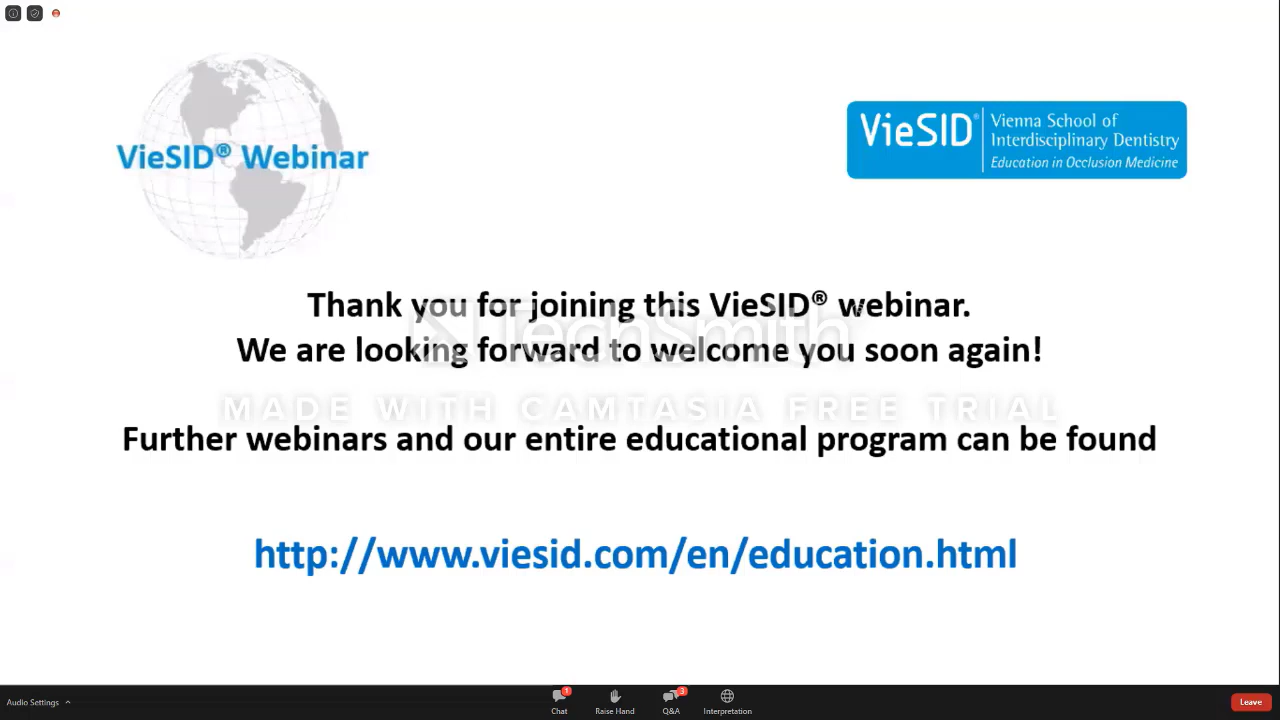 VieSID® Webinar
VieSID®
Vienna School of
Interdisciplinary Dentistry
Education in Occlusion Medicine
Thank you for joining this VieSID® webinar.
We are looking forward to welcome you soon again!
TechSmith
MADE WITH CAMTASIA FREE TRIAL
Further webinars and our entire educational program can be found
http://www.viesid.com/en/education.html
Audio Settings
1
Chat
Raise Hand
3
Q&A
Interpretation
Leave